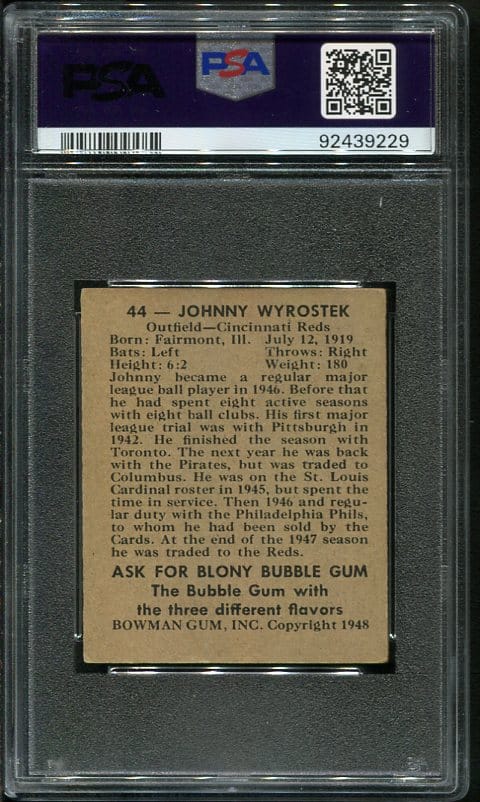 PSA
PSA
92439229
44 — JOHNNY WYROSTEK
Outfield—Cincinnati Reds
Born: Fairmont, Ill. July 12, 1919
Bats: Left Throws: Right
Height: 6:2 Weight: 180
Johnny became a regular major
league ball player in 1946. Before that
he had spent eight active seasons
with eight ball clubs. His first major
league trial was with Pittsburgh in
1942. He finished the season with
Toronto. The next year he was back
with the Pirates, but was traded to
Columbus. He was on the St. Louis
Cardinal roster in 1945, but spent the
time in service. Then 1946 and regu-
lar duty with the Philadelphia Phils,
to whom he had been sold by the
Cards. At the end of the 1947 season
he was traded to the Reds.
ASK FOR BLONY BUBBLE GUM
The Bubble Gum with
the three different flavors
BOWMAN GUM, INC. Copyright 1948